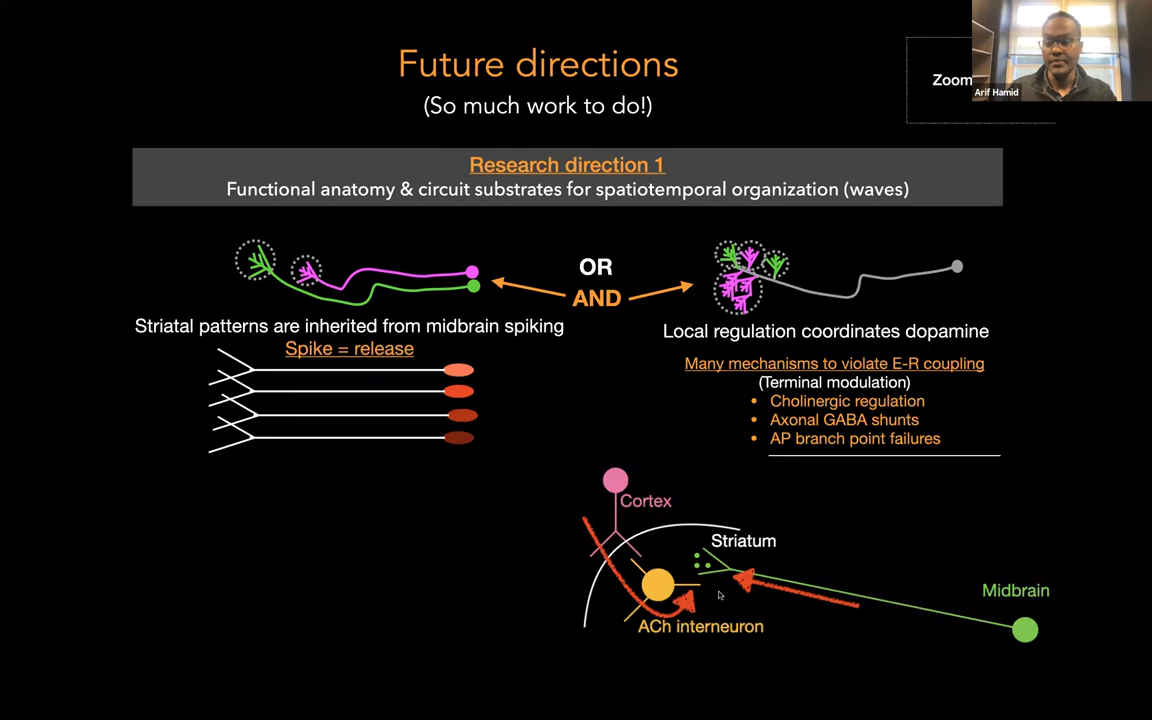 Future directions
(So much work to do!)
Zoom
Arif Hamid
Research direction 1
Functional anatomy & circuit substrates for spatiotemporal organization (waves)
OR
AND
Striatal patterns are inherited from midbrain spiking
Spike = release
Local regulation coordinates dopamine
Many mechanisms to violate E-R coupling
(Terminal modulation)
• Cholinergic regulation
• Axonal GABA shunts
• AP branch point failures
Cortex
Striatum
Midbrain
ACh interneuron